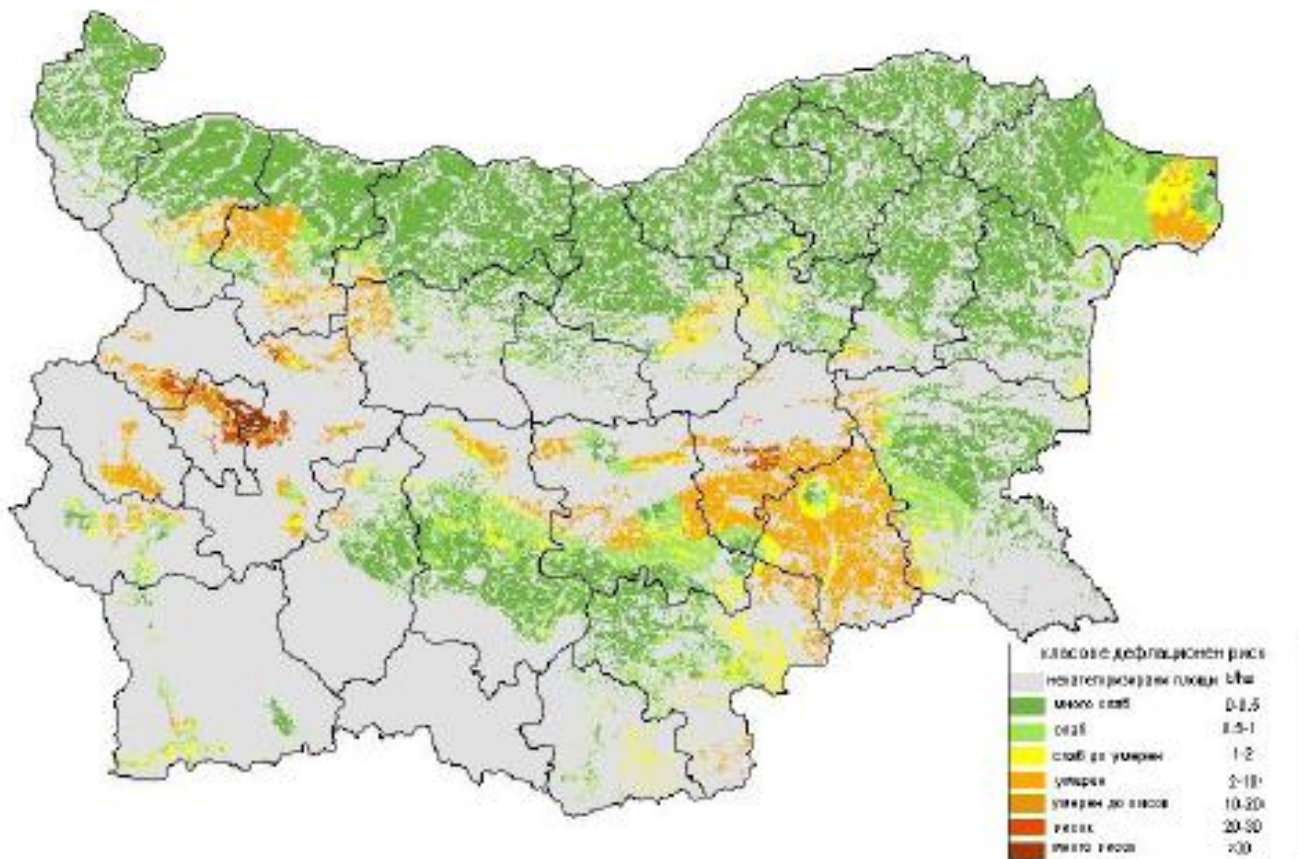 класове дефлационен риск
некатегоризирани площи t/ha
много слаб 0-0.5
слаб 0.5-1
слаб до умерен 1-2
умерен 2-10
умерен до висок 10-20
висок 20-30
много висок >30